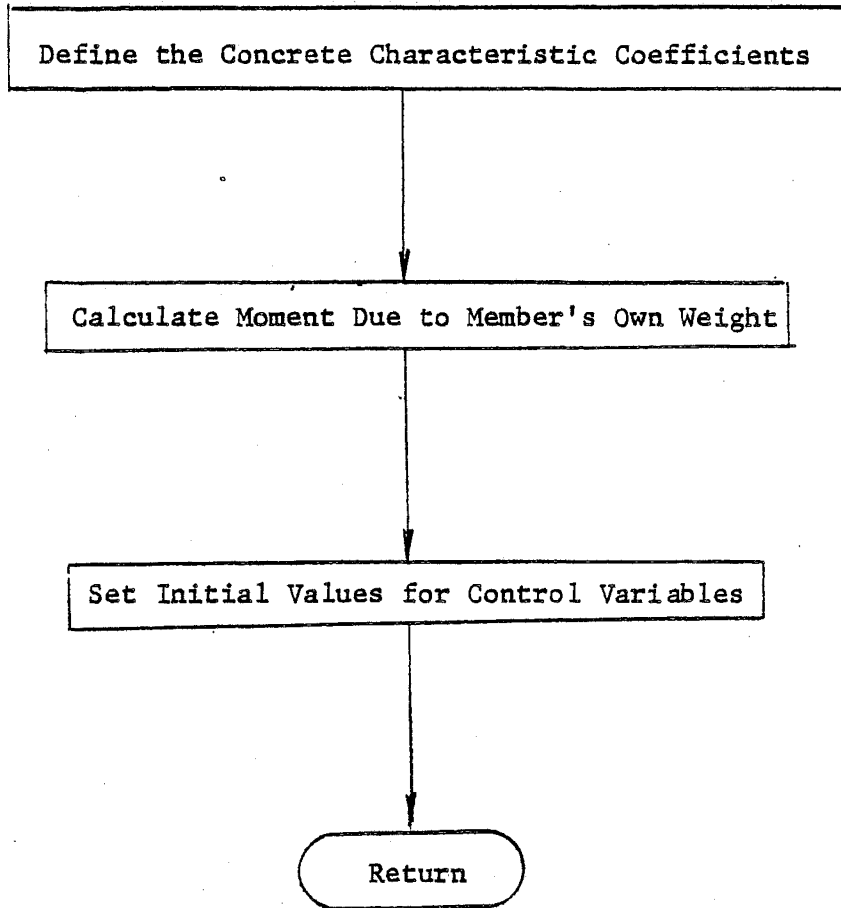 Define the Concrete Characteristic Coefficients
Calculate Moment Due to Member's Own Weight
Set Initial Values for Control Variables
Return